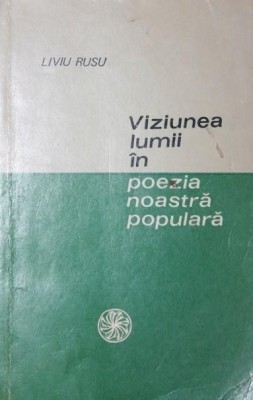 LIVIU RUSU
Viziunea
lumii
în
poezia
noastră
populară